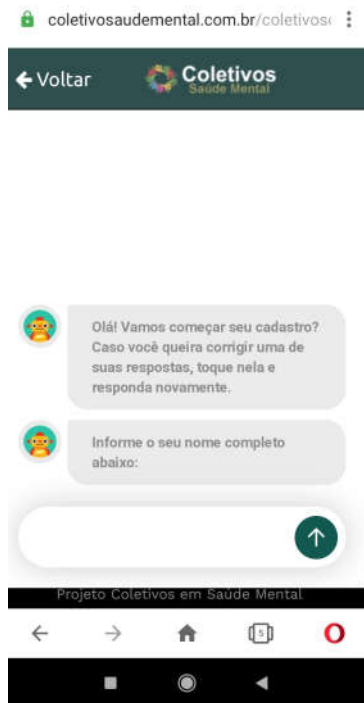 coletivosaudemental.com.br/coletivos
Voltar
Coletivos
Saúde Mental
Olá! Vamos começar seu cadastro?
Caso você queira corrigir uma de
suas respostas, toque nela e
responda novamente.
Informe o seu nome completo
abaixo:
Projeto Coletivos em Saúde Mental
5